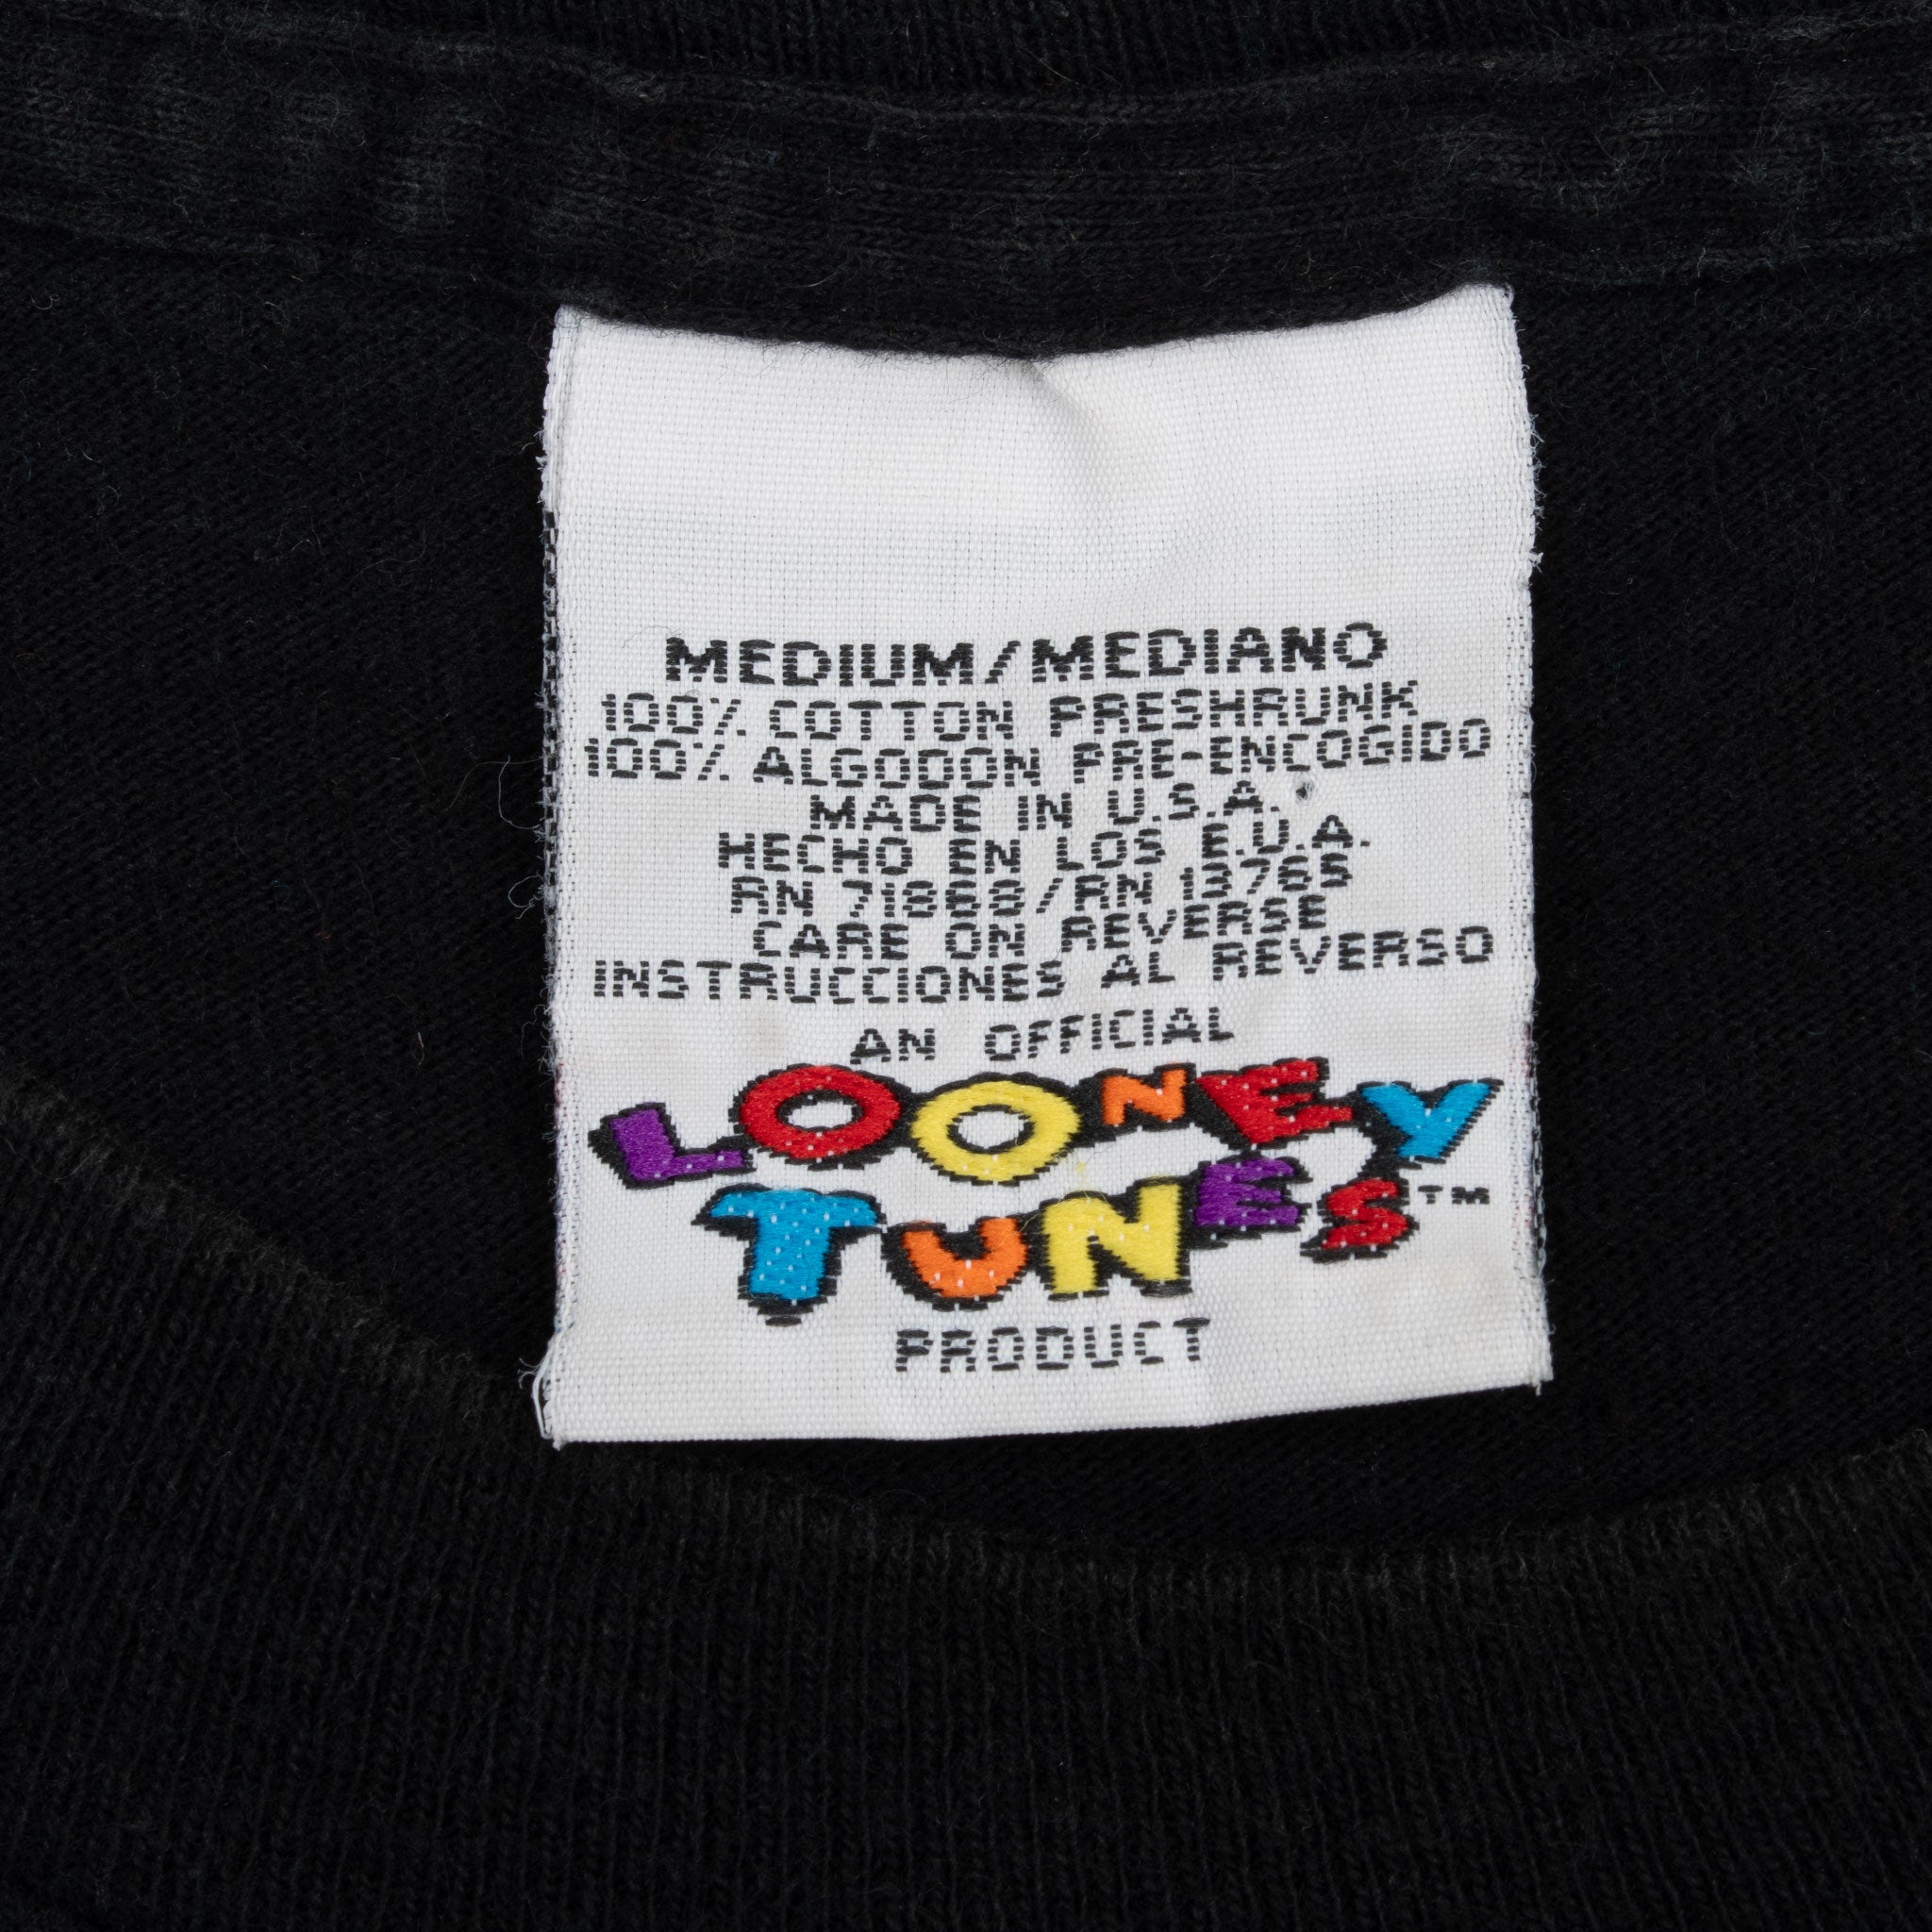 MEDIUM/MEDIANO
100% COTTON PRESHRUNK
100% ALGODON PRE-ENCOGIDO
MADE IN U.S.A.
HECHO EN LOS E.U.A.
RN / RN 13765
CARE ON REVERSE
INSTRUCCIONES AL REVERSO
AN OFFICIAL
LOONEY
TUNES™
PRODUCT